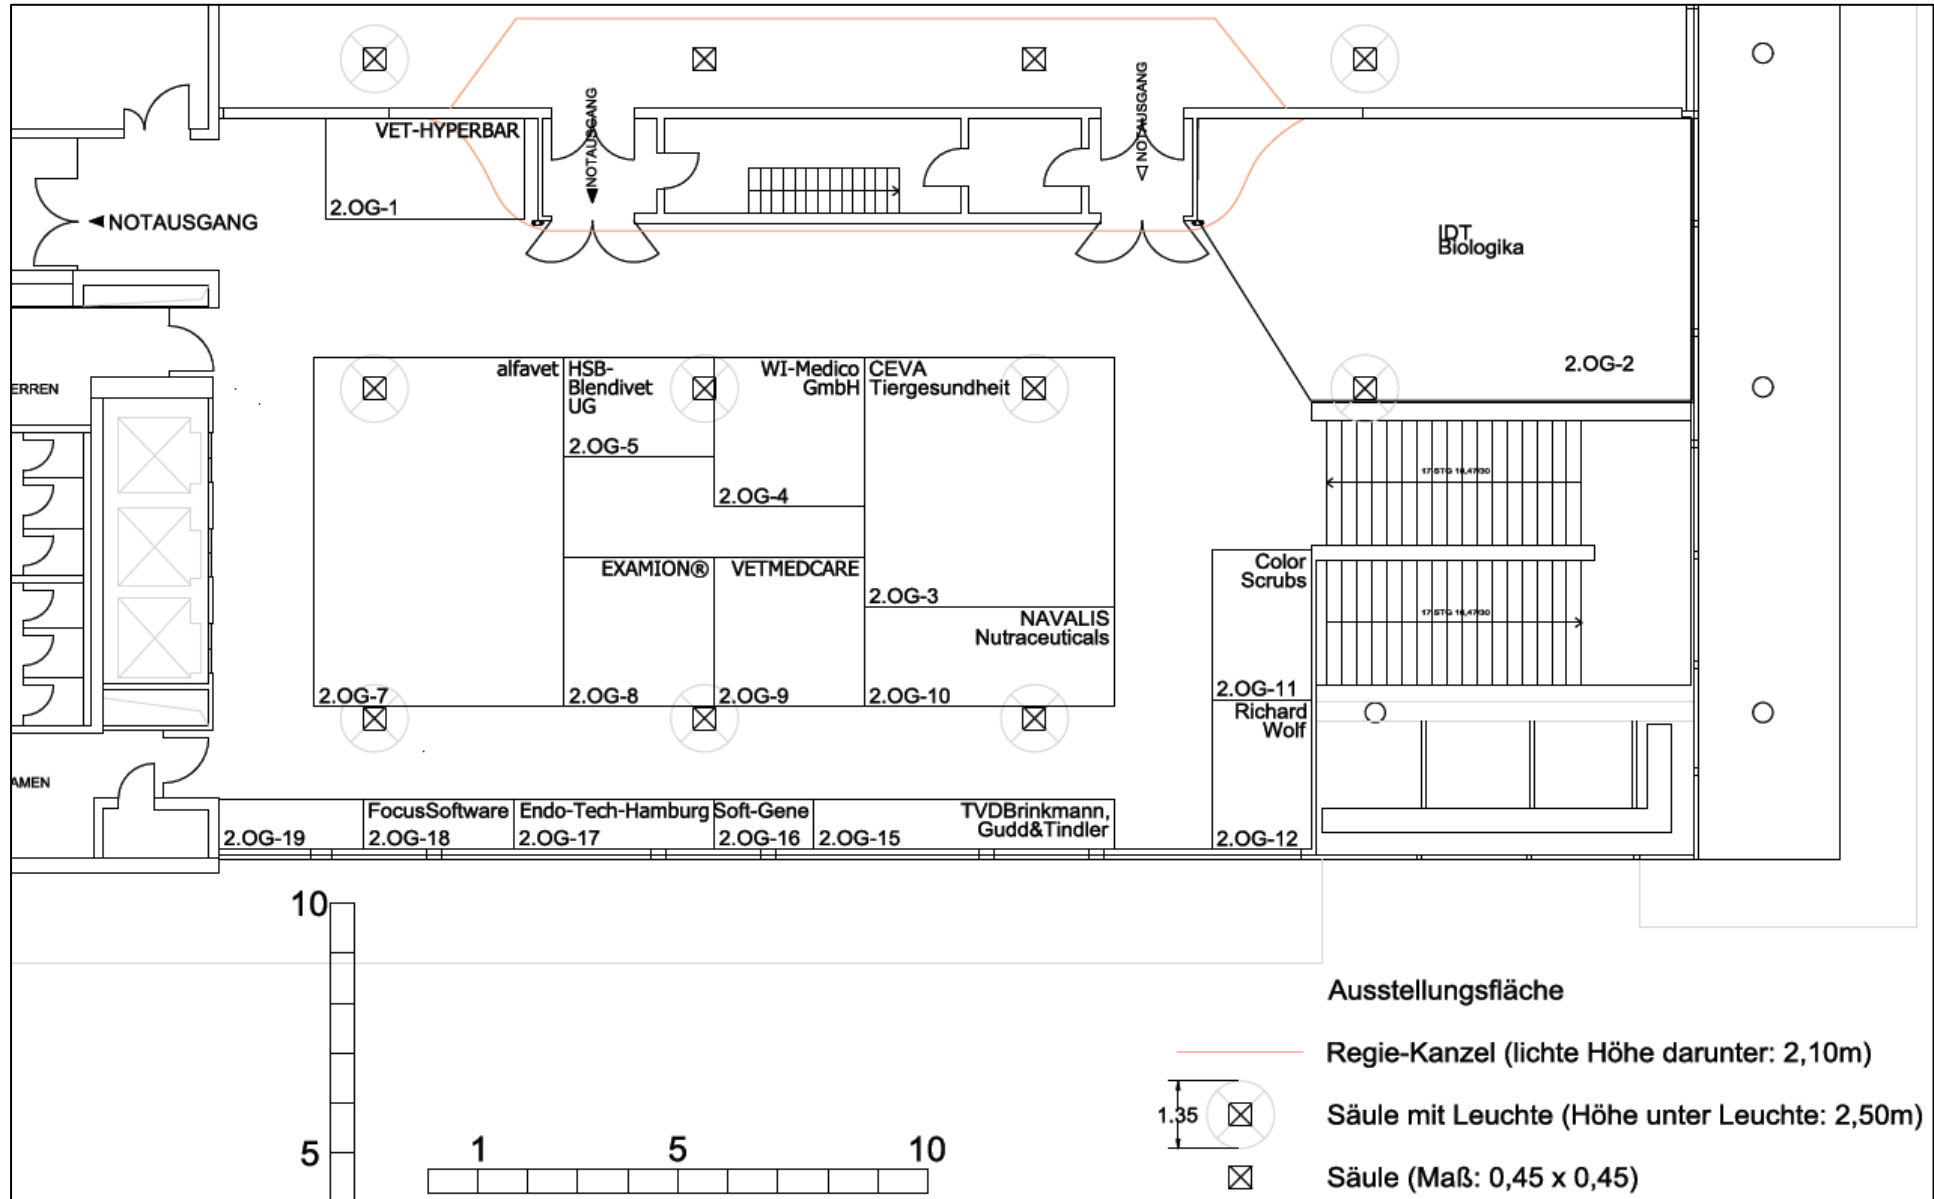 NOTAUSGANG
NOTAUSGANG
VET-HYPERBAR
2.OG-1
NOTAUSGANG
IDT
Biologika
2.OG-2
ERREN
alfavet
HSB-
Blendivet
UG
2.OG-5
WI-Medico
GmbH
2.OG-4
CEVA
Tiergesundheit
2.OG-3
EXAMION®
VETMEDCARE
NAVALIS
Nutraceuticals
2.OG-7
2.OG-8
2.OG-9
2.OG-10
Color
Scrubs
2.OG-11
Richard
Wolf
2.OG-12
AMEN
2.OG-19
FocusSoftware
2.OG-18
Endo-Tech-Hamburg
2.OG-17
Soft-Gene
2.OG-16
2.OG-15
TVDBrinkmann,
Gudd&Tindler
10
5
1 5 10
Ausstellungsfläche
Regie-Kanzel (lichte Höhe darunter: 2,10m)
1.35
Säule mit Leuchte (Höhe unter Leuchte: 2,50m)
Säule (Maß: 0,45 x 0,45)